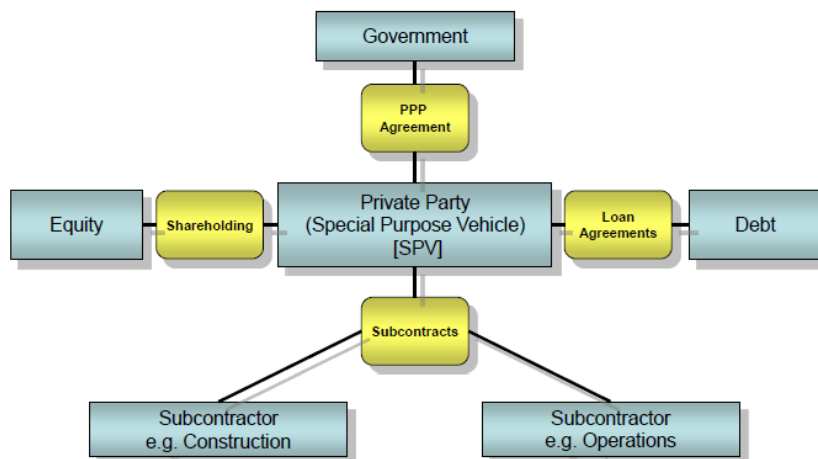 Government
PPP
Agreement
Equity
Shareholding
Private Party
(Special Purpose Vehicle)
[SPV]
Loan
Agreements
Debt
Subcontracts
Subcontractor
e.g. Construction
Subcontractor
e.g. Operations